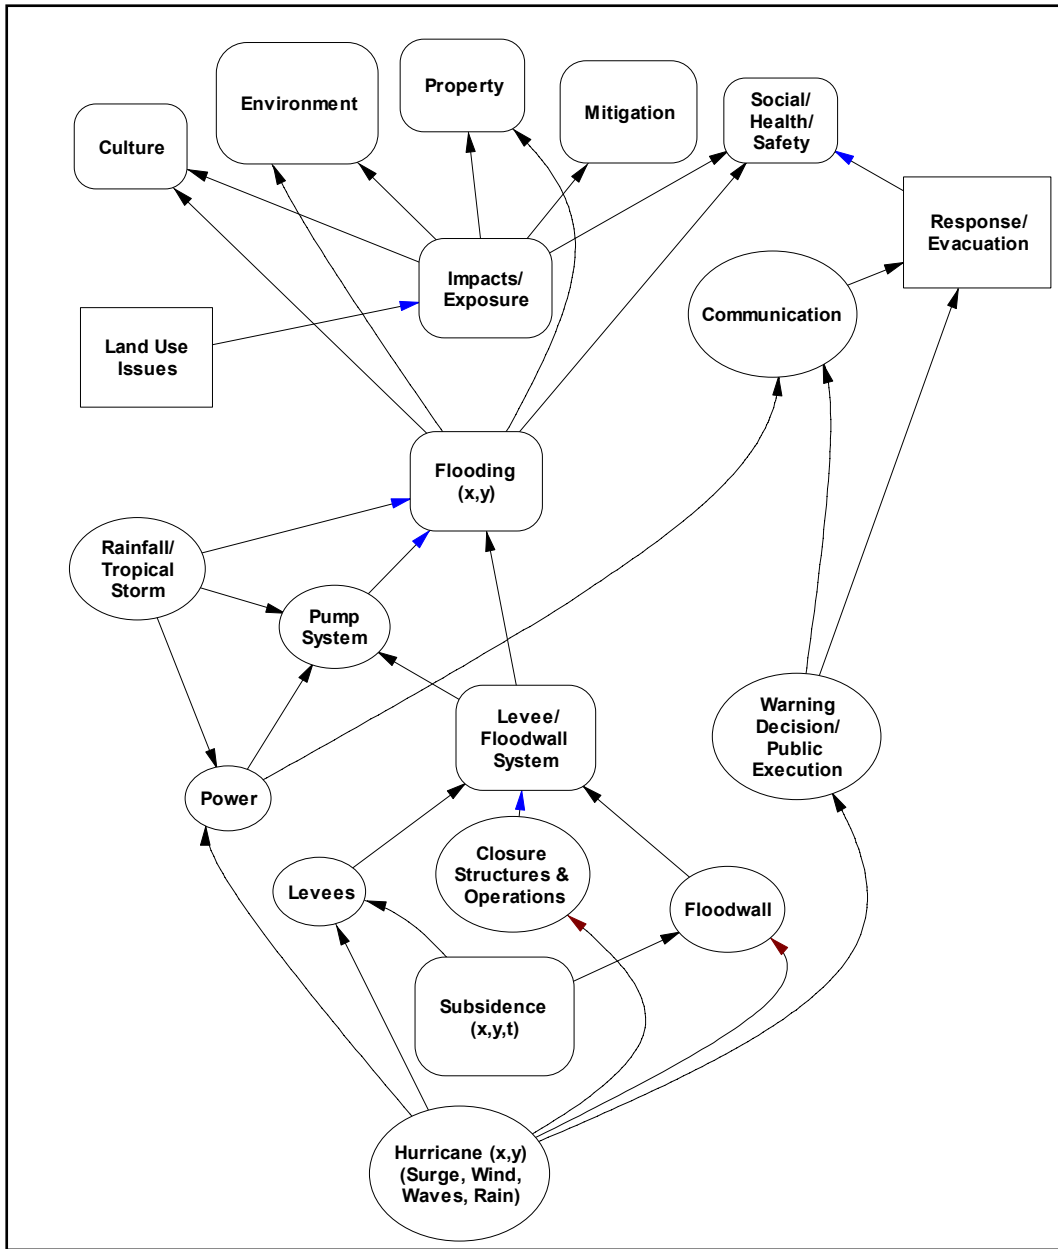 Property
Environment
Mitigation
Social/
Health/
Safety
Culture
Response/
Evacuation
Impacts/
Exposure
Communication
Land Use
Issues
Flooding
(x,y)
Rainfall/
Tropical
Storm
Pump
System
Levee/
Floodwall
System
Warning
Decision/
Public
Execution
Power
Closure
Structures &
Operations
Levees
Floodwall
Subsidence
(x,y,t)
Hurricane (x,y)
(Surge, Wind,
Waves, Rain)